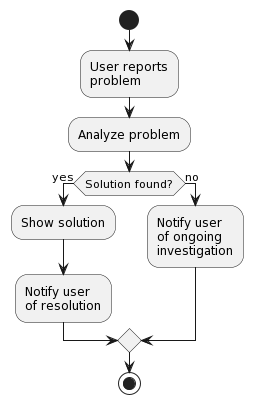 User reports
problem
Analyze problem
yes
Solution found?
no
Show solution
Notify user
of ongoing
investigation
Notify user
of resolution